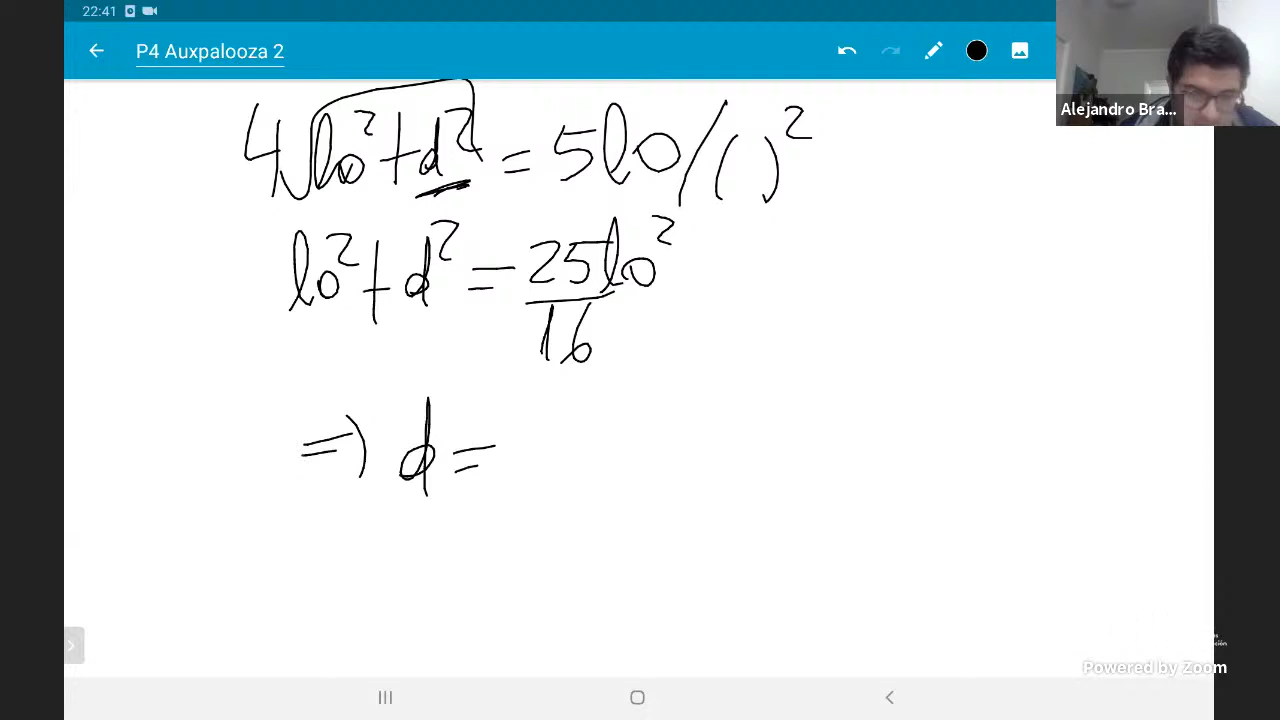 22:41
P4 Auxpalooza 2
Alejandro Bra...
4√(lo²+d²) = 5lo /( )²
lo²+d² = 25lo²/16
=> d=
Powered by Zoom